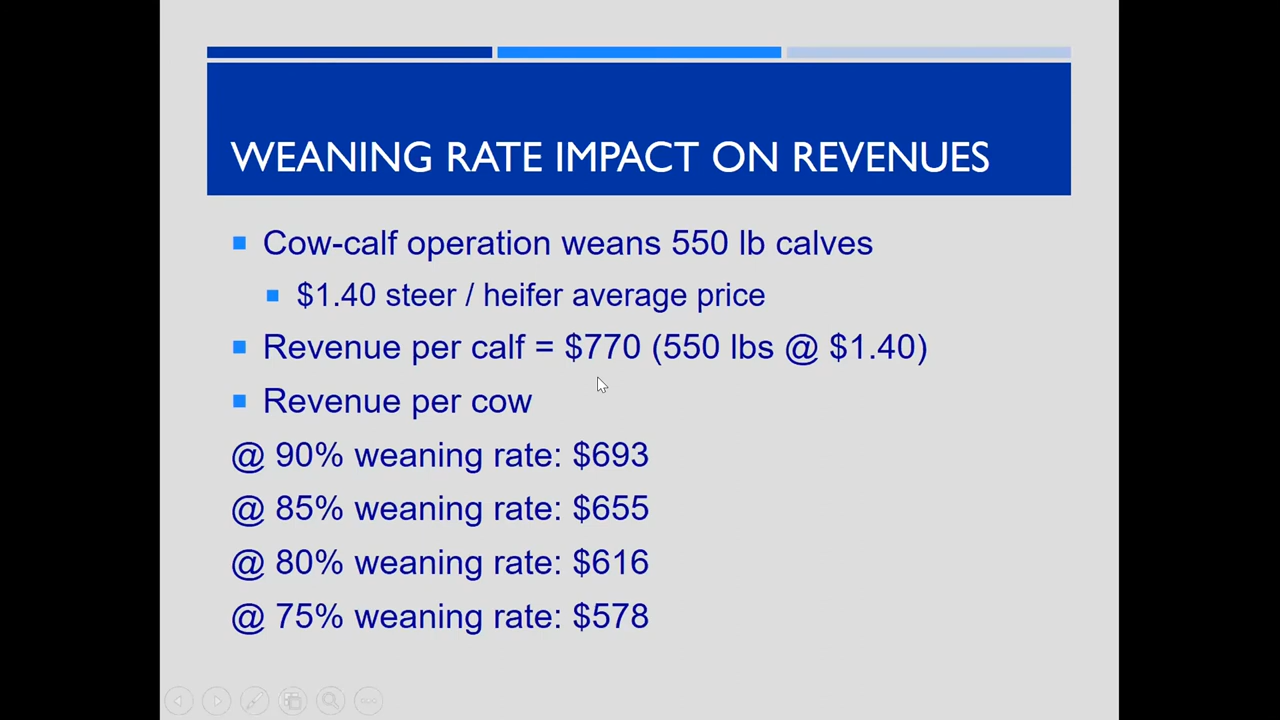 WEANING RATE IMPACT ON REVENUES
Cow-calf operation weans 550 lb calves
$1.40 steer / heifer average price
Revenue per calf = $770 (550 lbs @ $1.40)
Revenue per cow
@ 90% weaning rate: $693
@ 85% weaning rate: $655
@ 80% weaning rate: $616
@ 75% weaning rate: $578